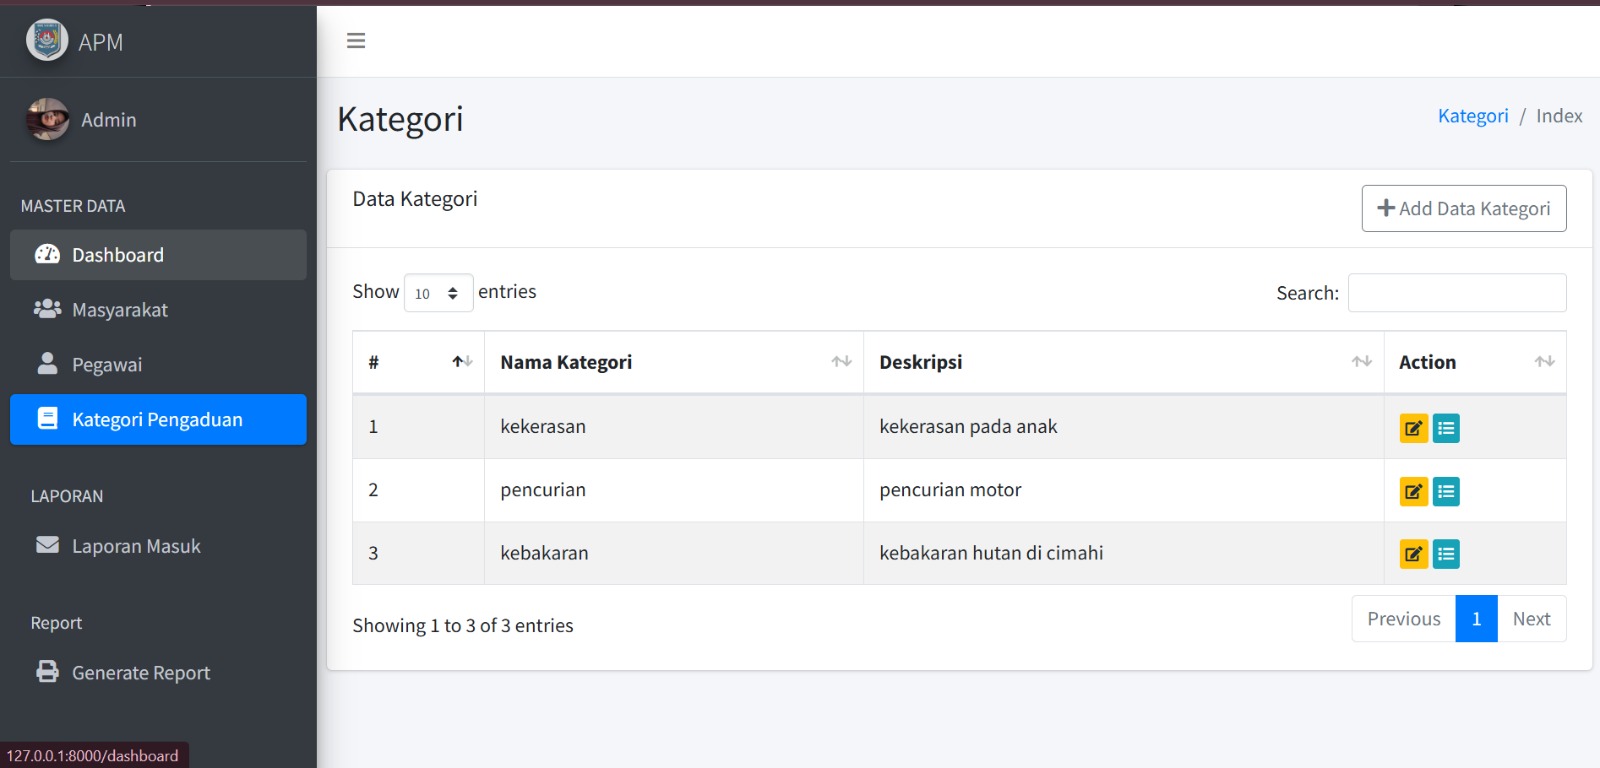 APM
Admin
MASTER DATA
Dashboard
Masyarakat
Pegawai
Kategori Pengaduan
LAPORAN
Laporan Masuk
Report
Generate Report
127.0.0.1:8000/dashboard
Kategori
Kategori / Index
Data Kategori
Add Data Kategori
Show 10 entries
Search:
# Nama Kategori Deskripsi Action
1 kekerasan kekerasan pada anak
2 pencurian pencurian motor
3 kebakaran kebakaran hutan di cimahi
Showing 1 to 3 of 3 entries
Previous 1 Next